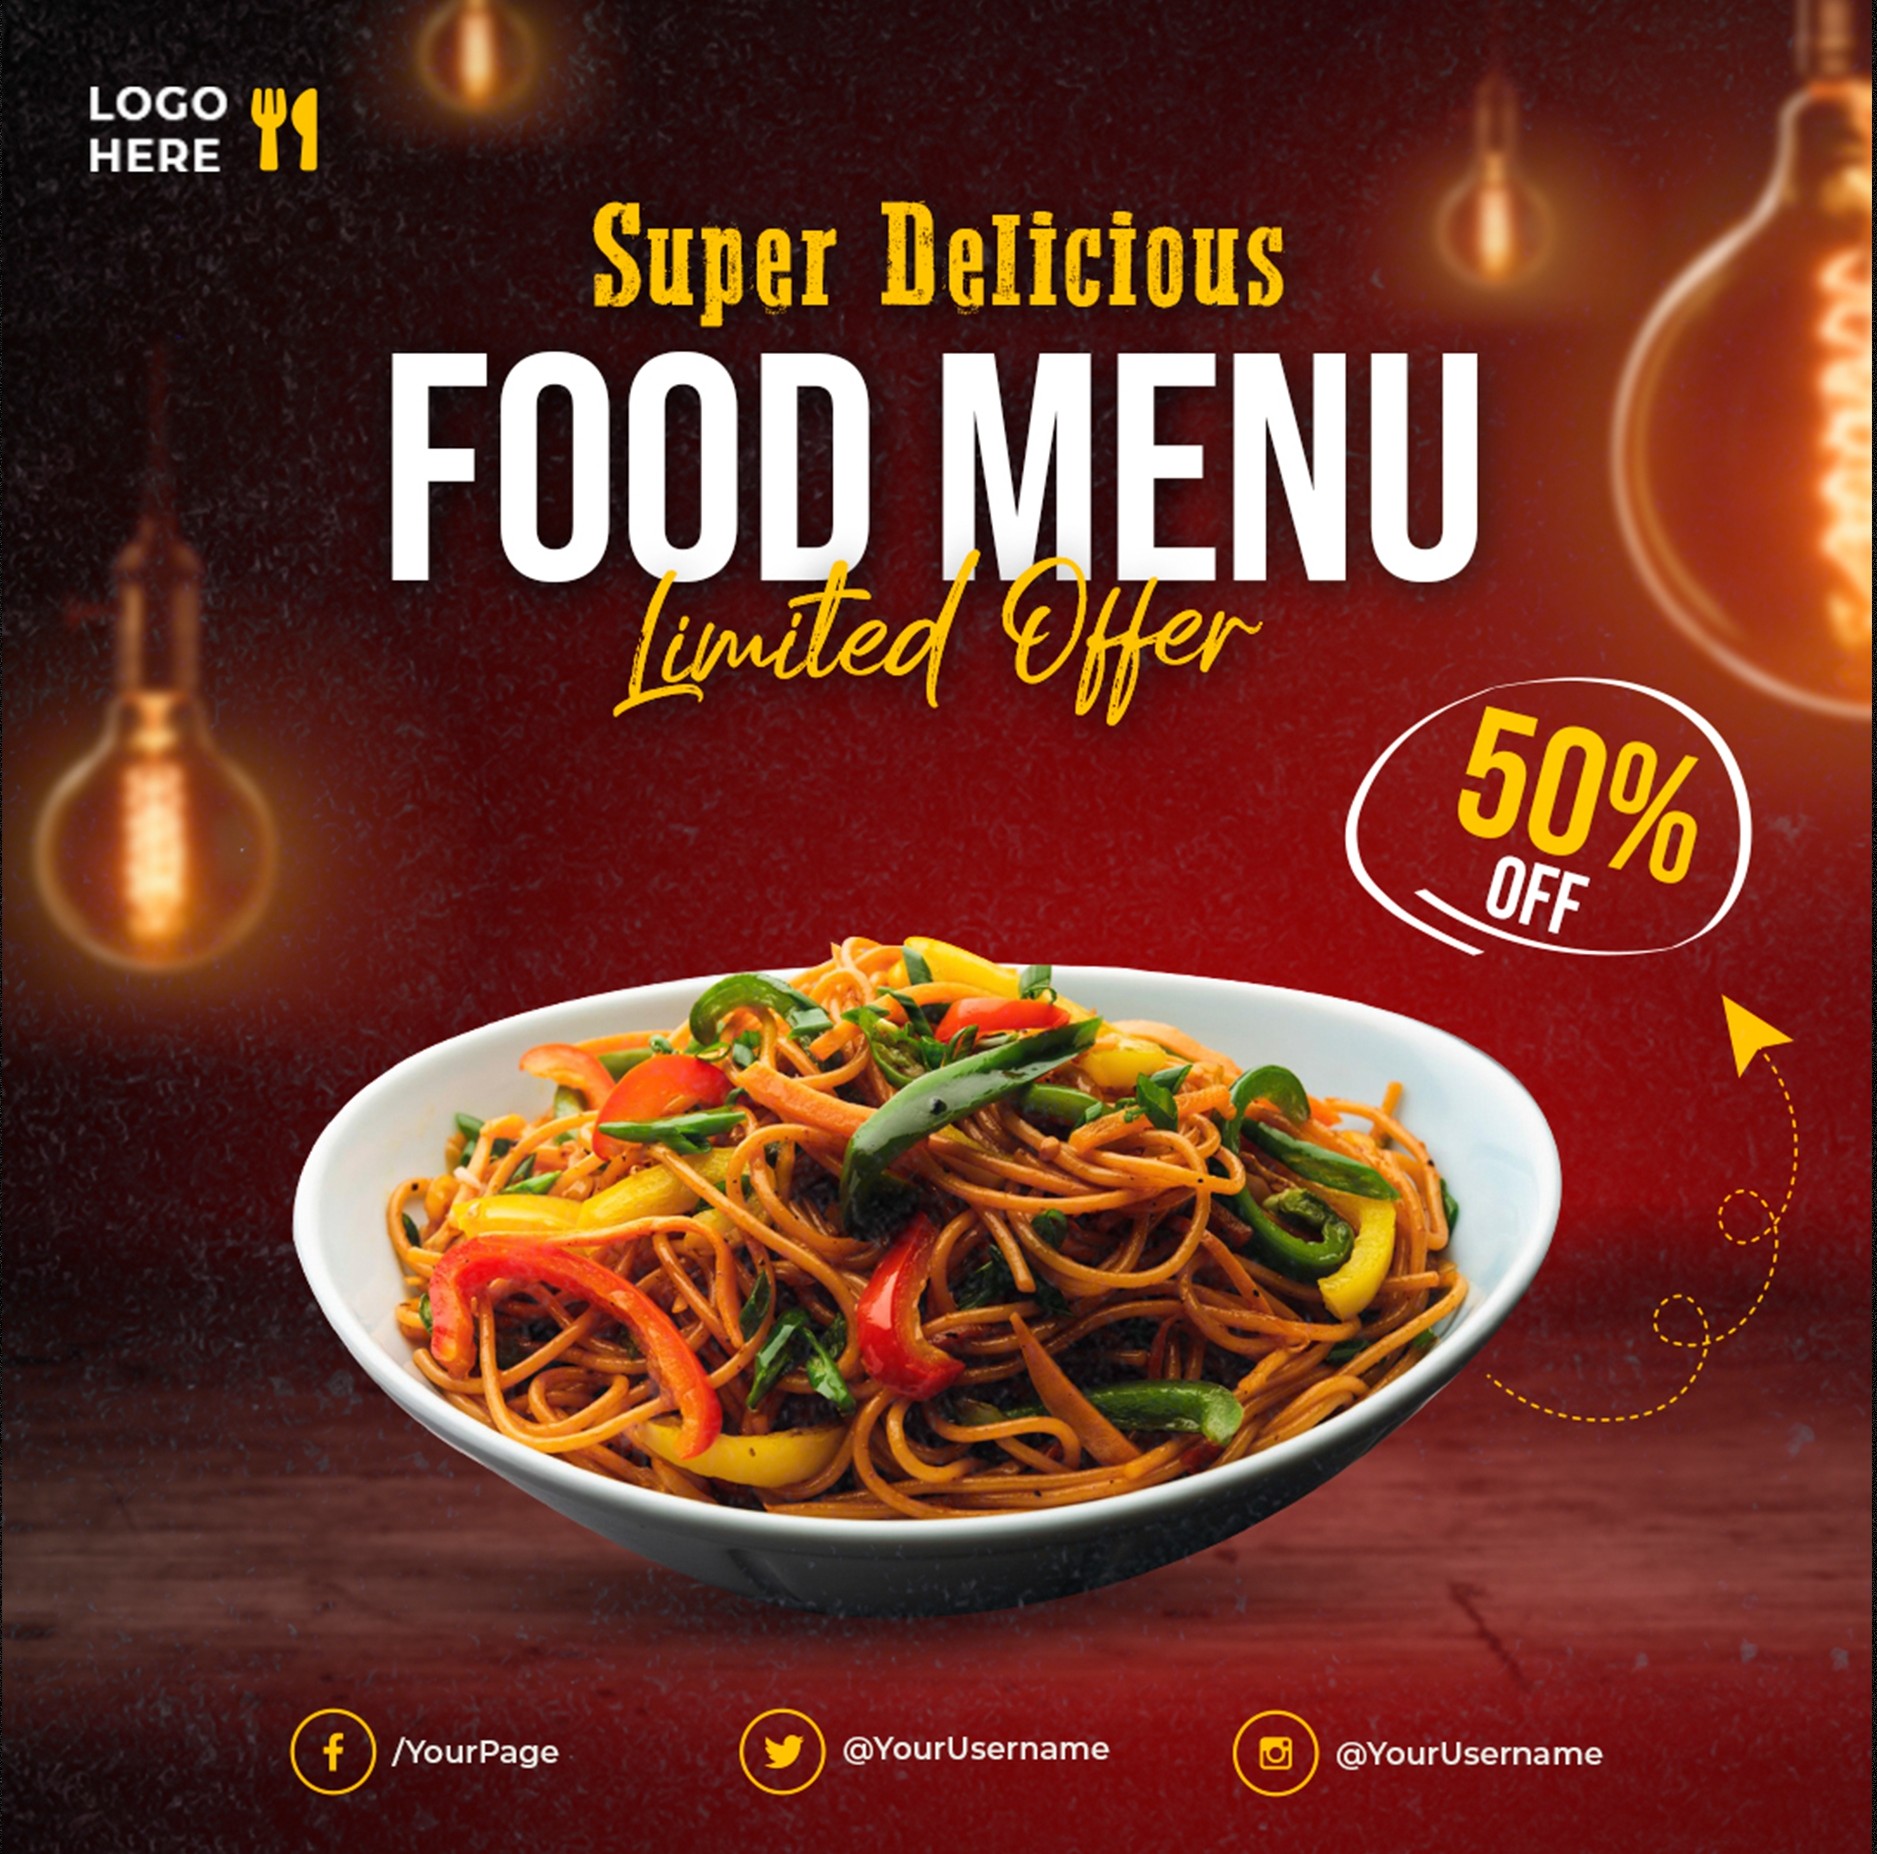 LOGO
HERE
Super Delicious
FOOD MENU
Limited Offer
50%
OFF
/YourPage
@YourUsername
@YourUsername